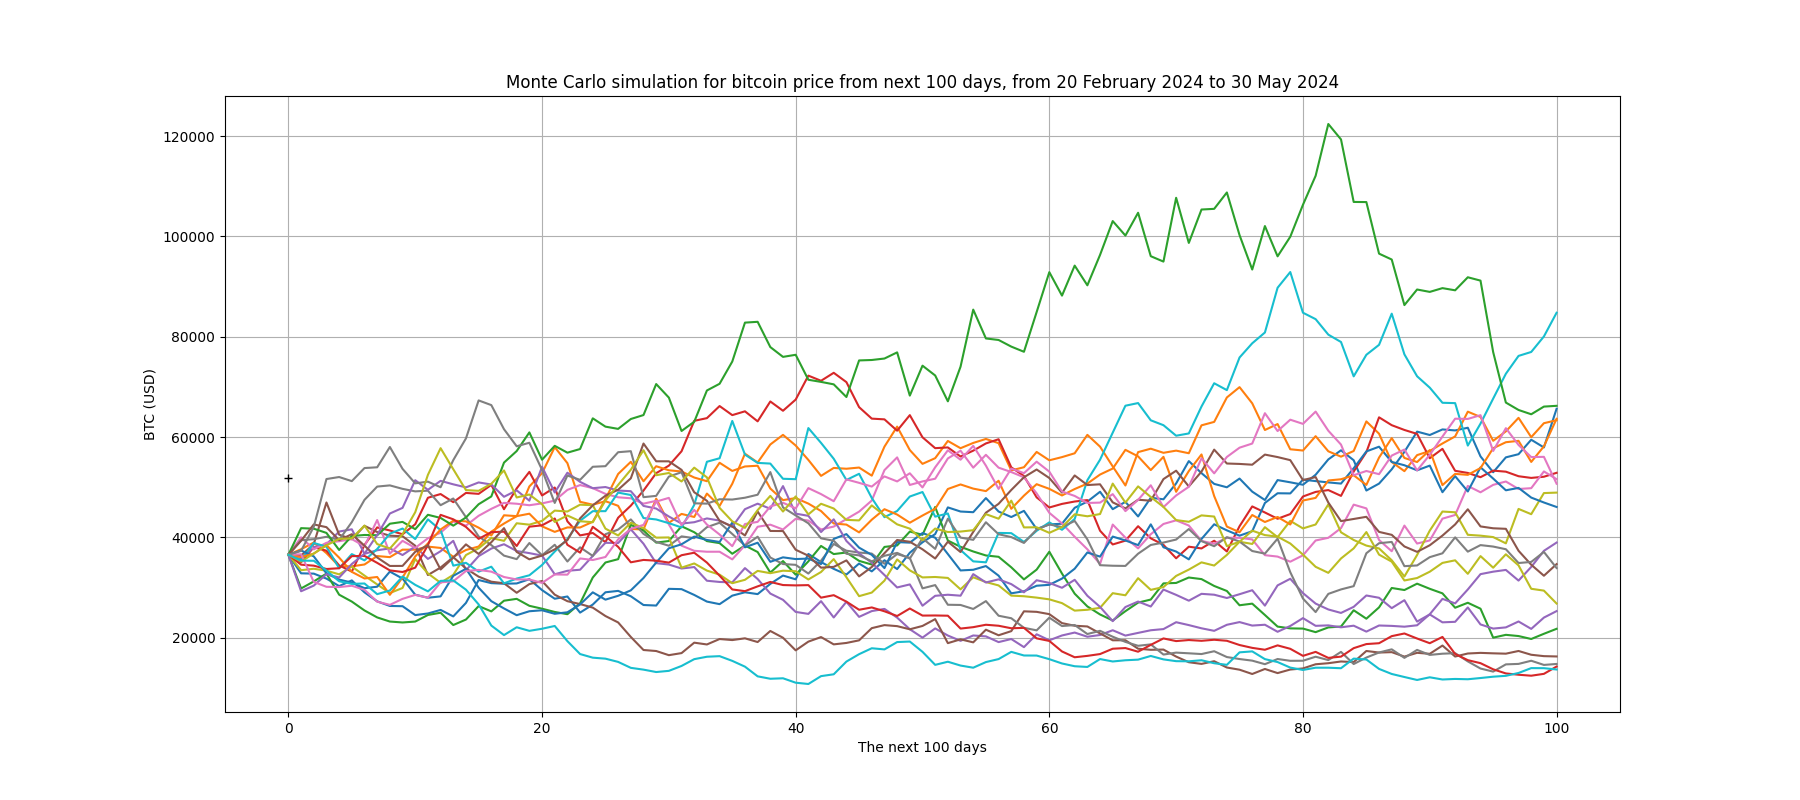 Monte Carlo simulation for bitcoin price from next 100 days, from 20 February 2024 to 30 May 2024
120000
100000
80000
60000
40000
20000
BTC (USD)
0 20 40 60 80 100
The next 100 days